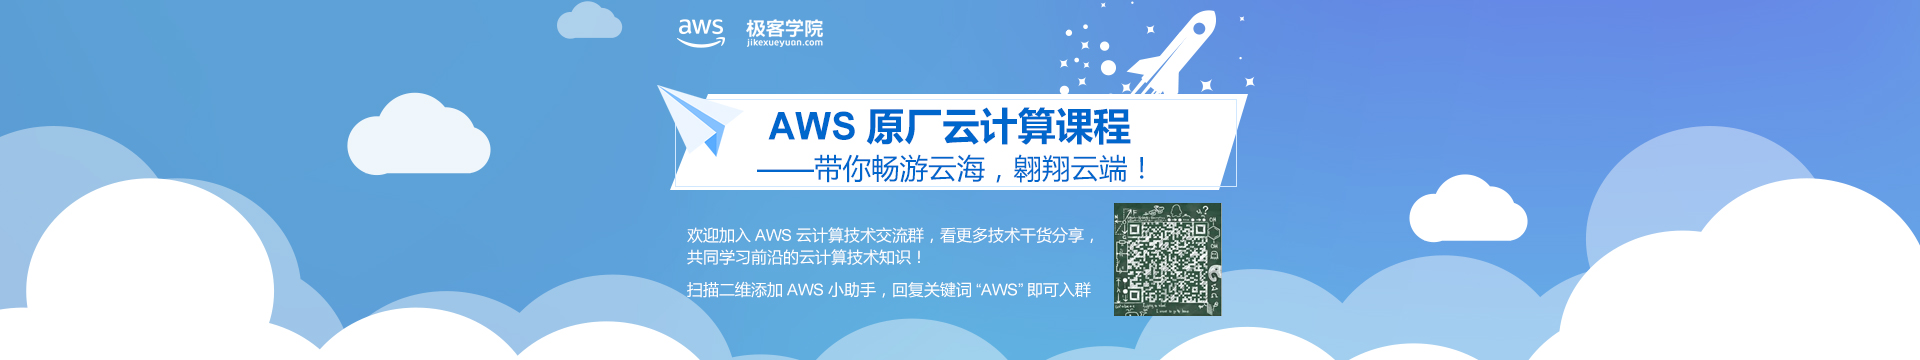 aws 极客学院
jikexueyuan.com
AWS 原厂云计算课程
——带你畅游云海，翱翔云端！
欢迎加入 AWS 云计算技术交流群，看更多技术干货分享，
共同学习前沿的云计算技术知识！
扫描二维添加 AWS 小助手，回复关键词 “AWS” 即可入群